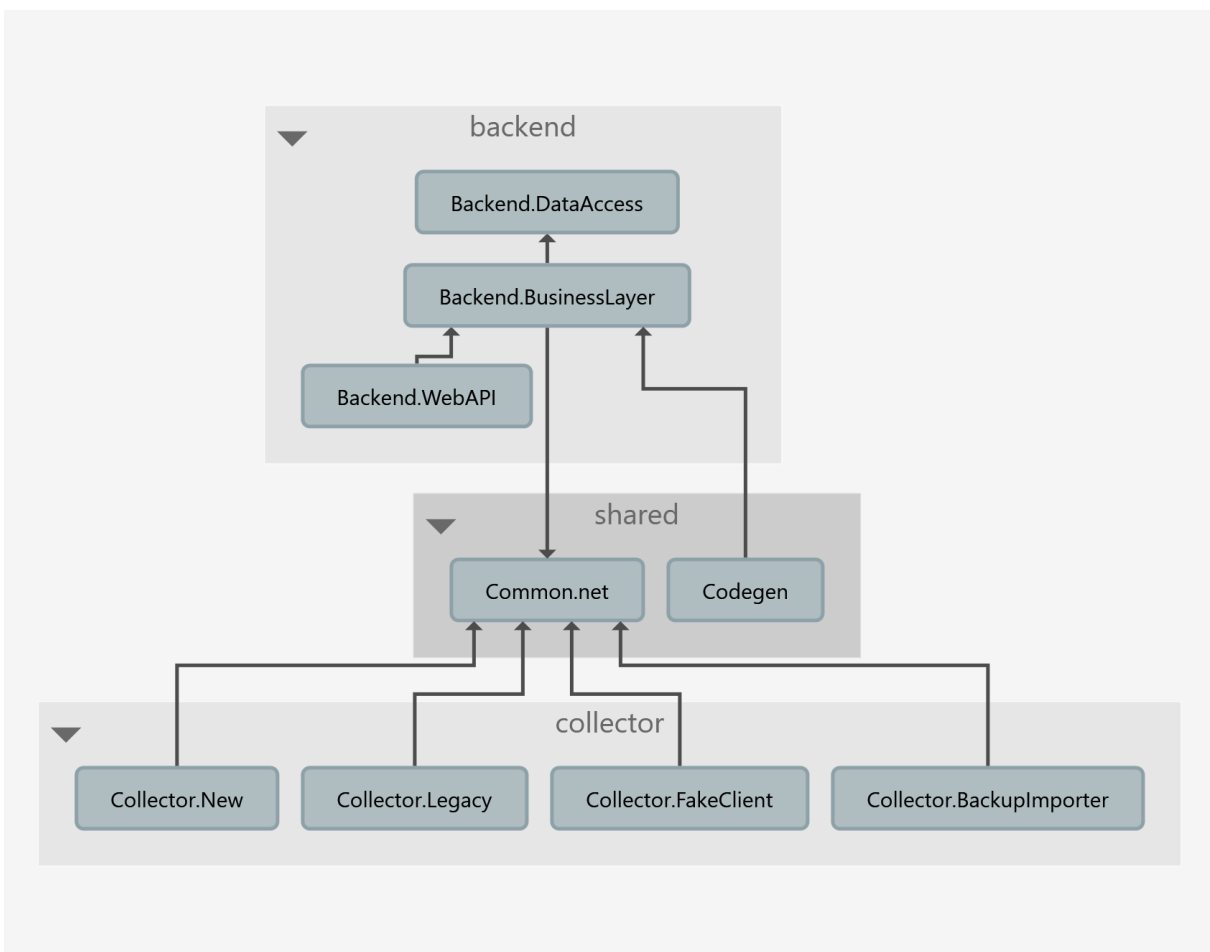 backend
Backend.DataAccess
Backend.BusinessLayer
Backend.WebAPI
shared
Common.net
Codegen
collector
Collector.New
Collector.Legacy
Collector.FakeClient
Collector.BackupImporter